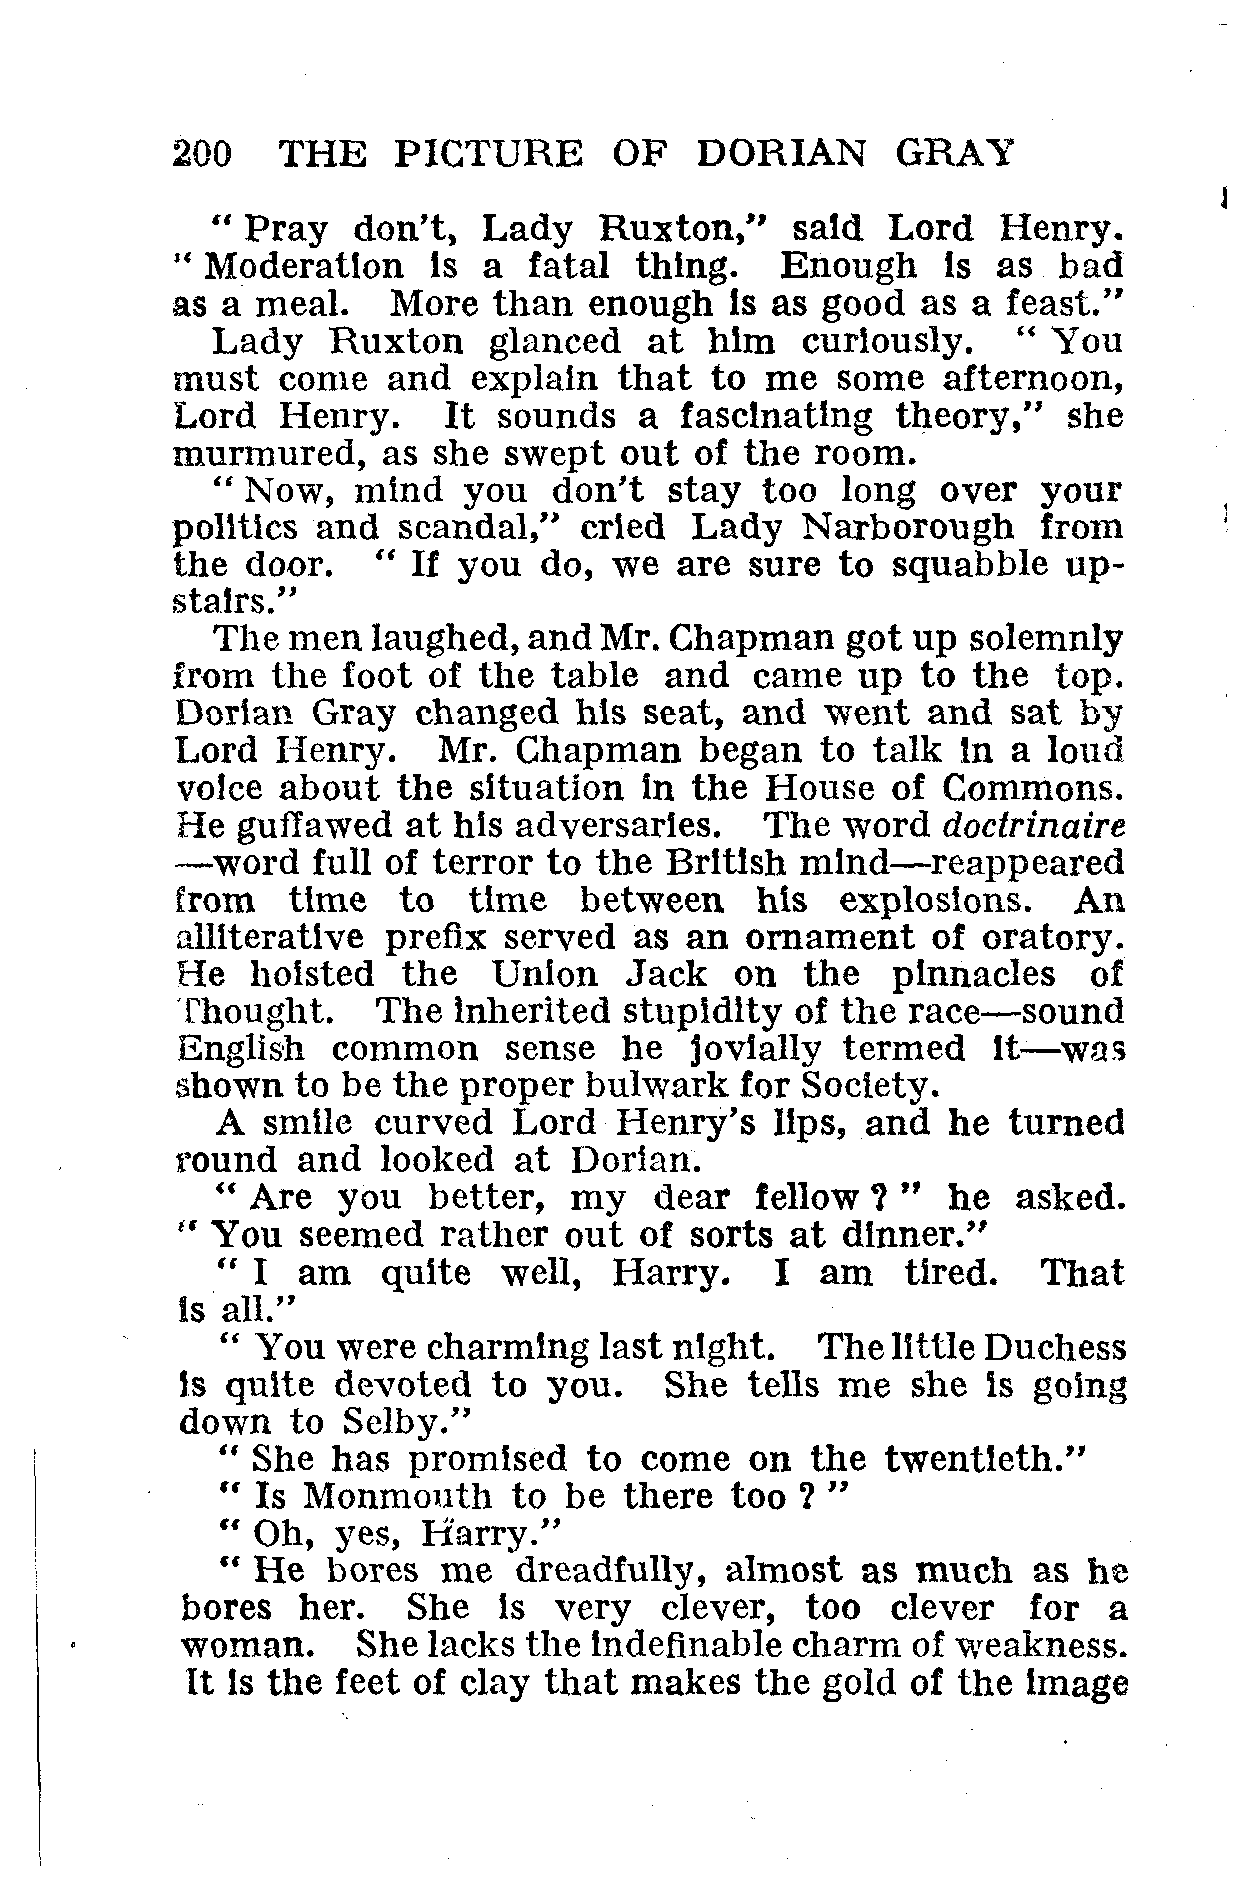 200 THE PICTURE OF DORIAN GRAY
“ Pray don't, Lady Ruxton,” said Lord Henry.
“ Moderation is a fatal thing. Enough is as bad
as a meal. More than enough is as good as a feast.”
Lady Ruxton glanced at him curiously. “ You
must come and explain that to me some afternoon,
Lord Henry. It sounds a fascinating theory,” she
murmured, as she swept out of the room.
“ Now, mind you don't stay too long over your
politics and scandal,” cried Lady Narborough from
the door. “ If you do, we are sure to squabble up-
stairs.”
The men laughed, and Mr. Chapman got up solemnly
from the foot of the table and came up to the top.
Dorian Gray changed his seat, and went and sat by
Lord Henry. Mr. Chapman began to talk in a loud
voice about the situation in the House of Commons.
He guffawed at his adversaries. The word doctrinaire
—word full of terror to the British mind—reappeared
from time to time between his explosions. An
alliterative prefix served as an ornament of oratory.
He hoisted the Union Jack on the pinnacles of
Thought. The inherited stupidity of the race—sound
English common sense he jovially termed it—was
shown to be the proper bulwark for Society.
A smile curved Lord Henry's lips, and he turned
round and looked at Dorian.
“ Are you better, my dear fellow ? ” he asked.
“ You seemed rather out of sorts at dinner.”
“ I am quite well, Harry. I am tired. That
is all.”
“ You were charming last night. The little Duchess
is quite devoted to you. She tells me she is going
down to Selby.”
“ She has promised to come on the twentieth.”
“ Is Monmouth to be there too ? ”
“ Oh, yes, Harry.”
“ He bores me dreadfully, almost as much as he
bores her. She is very clever, too clever for a
woman. She lacks the indefinable charm of weakness.
It is the feet of clay that makes the gold of the image